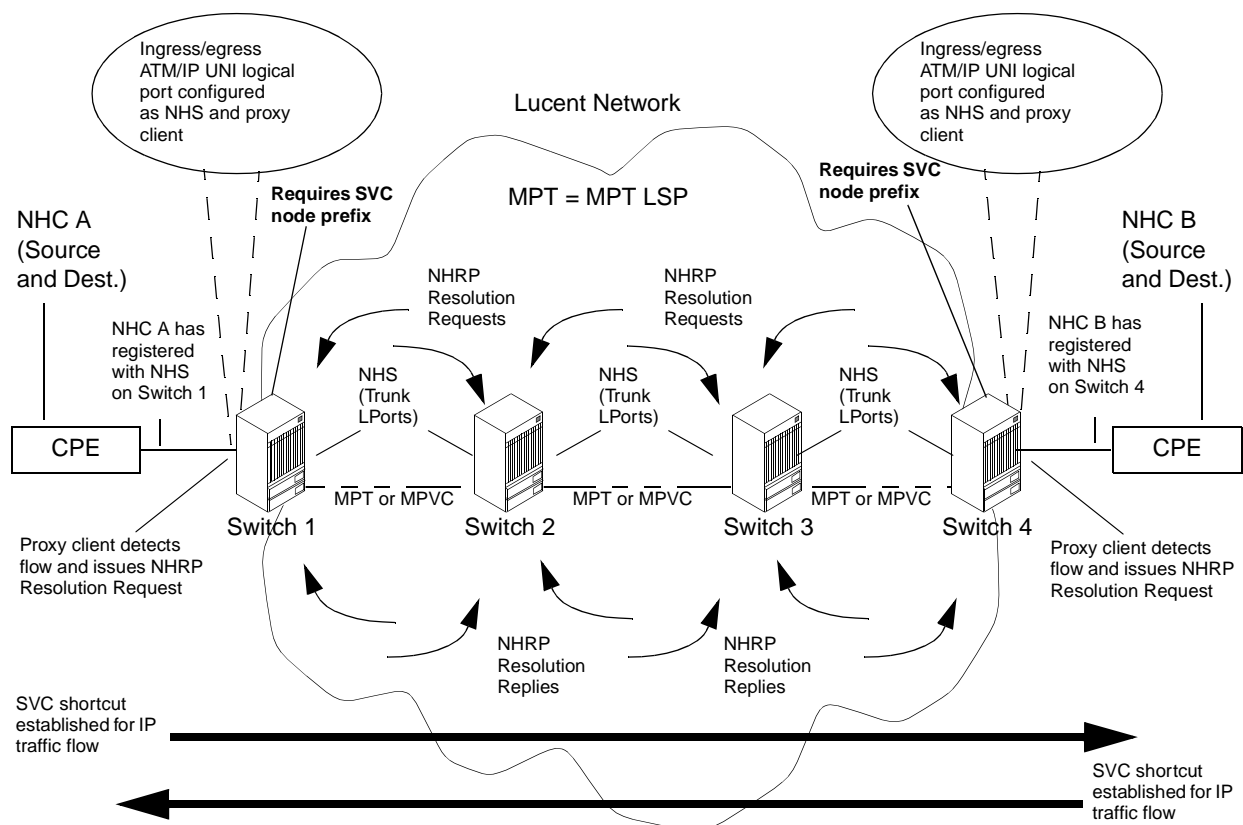 Ingress/egress
ATM/IP UNI logical
port configured
as NHS and proxy
client
Ingress/egress
ATM/IP UNI logical
port configured
as NHS and proxy
client
Lucent Network
Requires SVC
node prefix
MPT = MPT LSP
Requires SVC
node prefix
NHC A
(Source
and Dest.)
NHC B
(Source
and Dest.)
NHRP
Resolution
Requests
NHRP
Resolution
Requests
NHC A has
registered
with NHS
on Switch 1
NHC B has
registered
with NHS
on Switch 4
NHS
(Trunk
LPorts)
NHS
(Trunk
LPorts)
NHS
(Trunk
LPorts)
CPE
CPE
MPT or MPVC
MPT or MPVC
MPT or MPVC
Switch 1
Switch 2
Switch 3
Switch 4
Proxy client detects
flow and issues NHRP
Resolution Request
Proxy client detects
flow and issues NHRP
Resolution Request
NHRP
Resolution
Replies
NHRP
Resolution
Replies
SVC shortcut
established for IP
traffic flow
SVC shortcut
established for IP
traffic flow